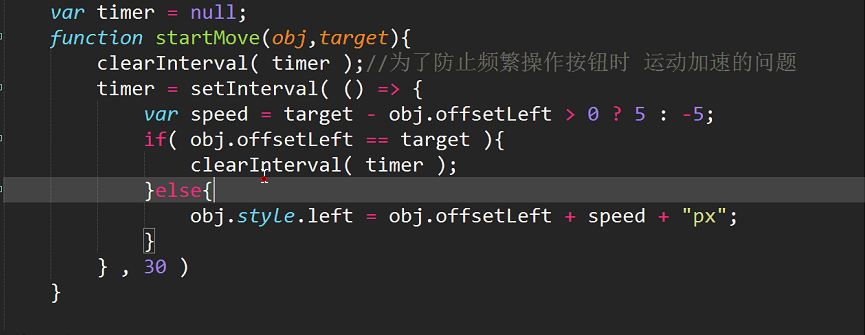 var timer = null;
function startMove(obj,target){
clearInterval( timer );//为了防止频繁操作按钮时 运动加速的问题
timer = setInterval( () => {
var speed = target - obj.offsetLeft > 0 ? 5 : -5;
if( obj.offsetLeft == target ){
clearInterval( timer );
}else{
obj.style.left = obj.offsetLeft + speed + "px";
}
} , 30 )
}